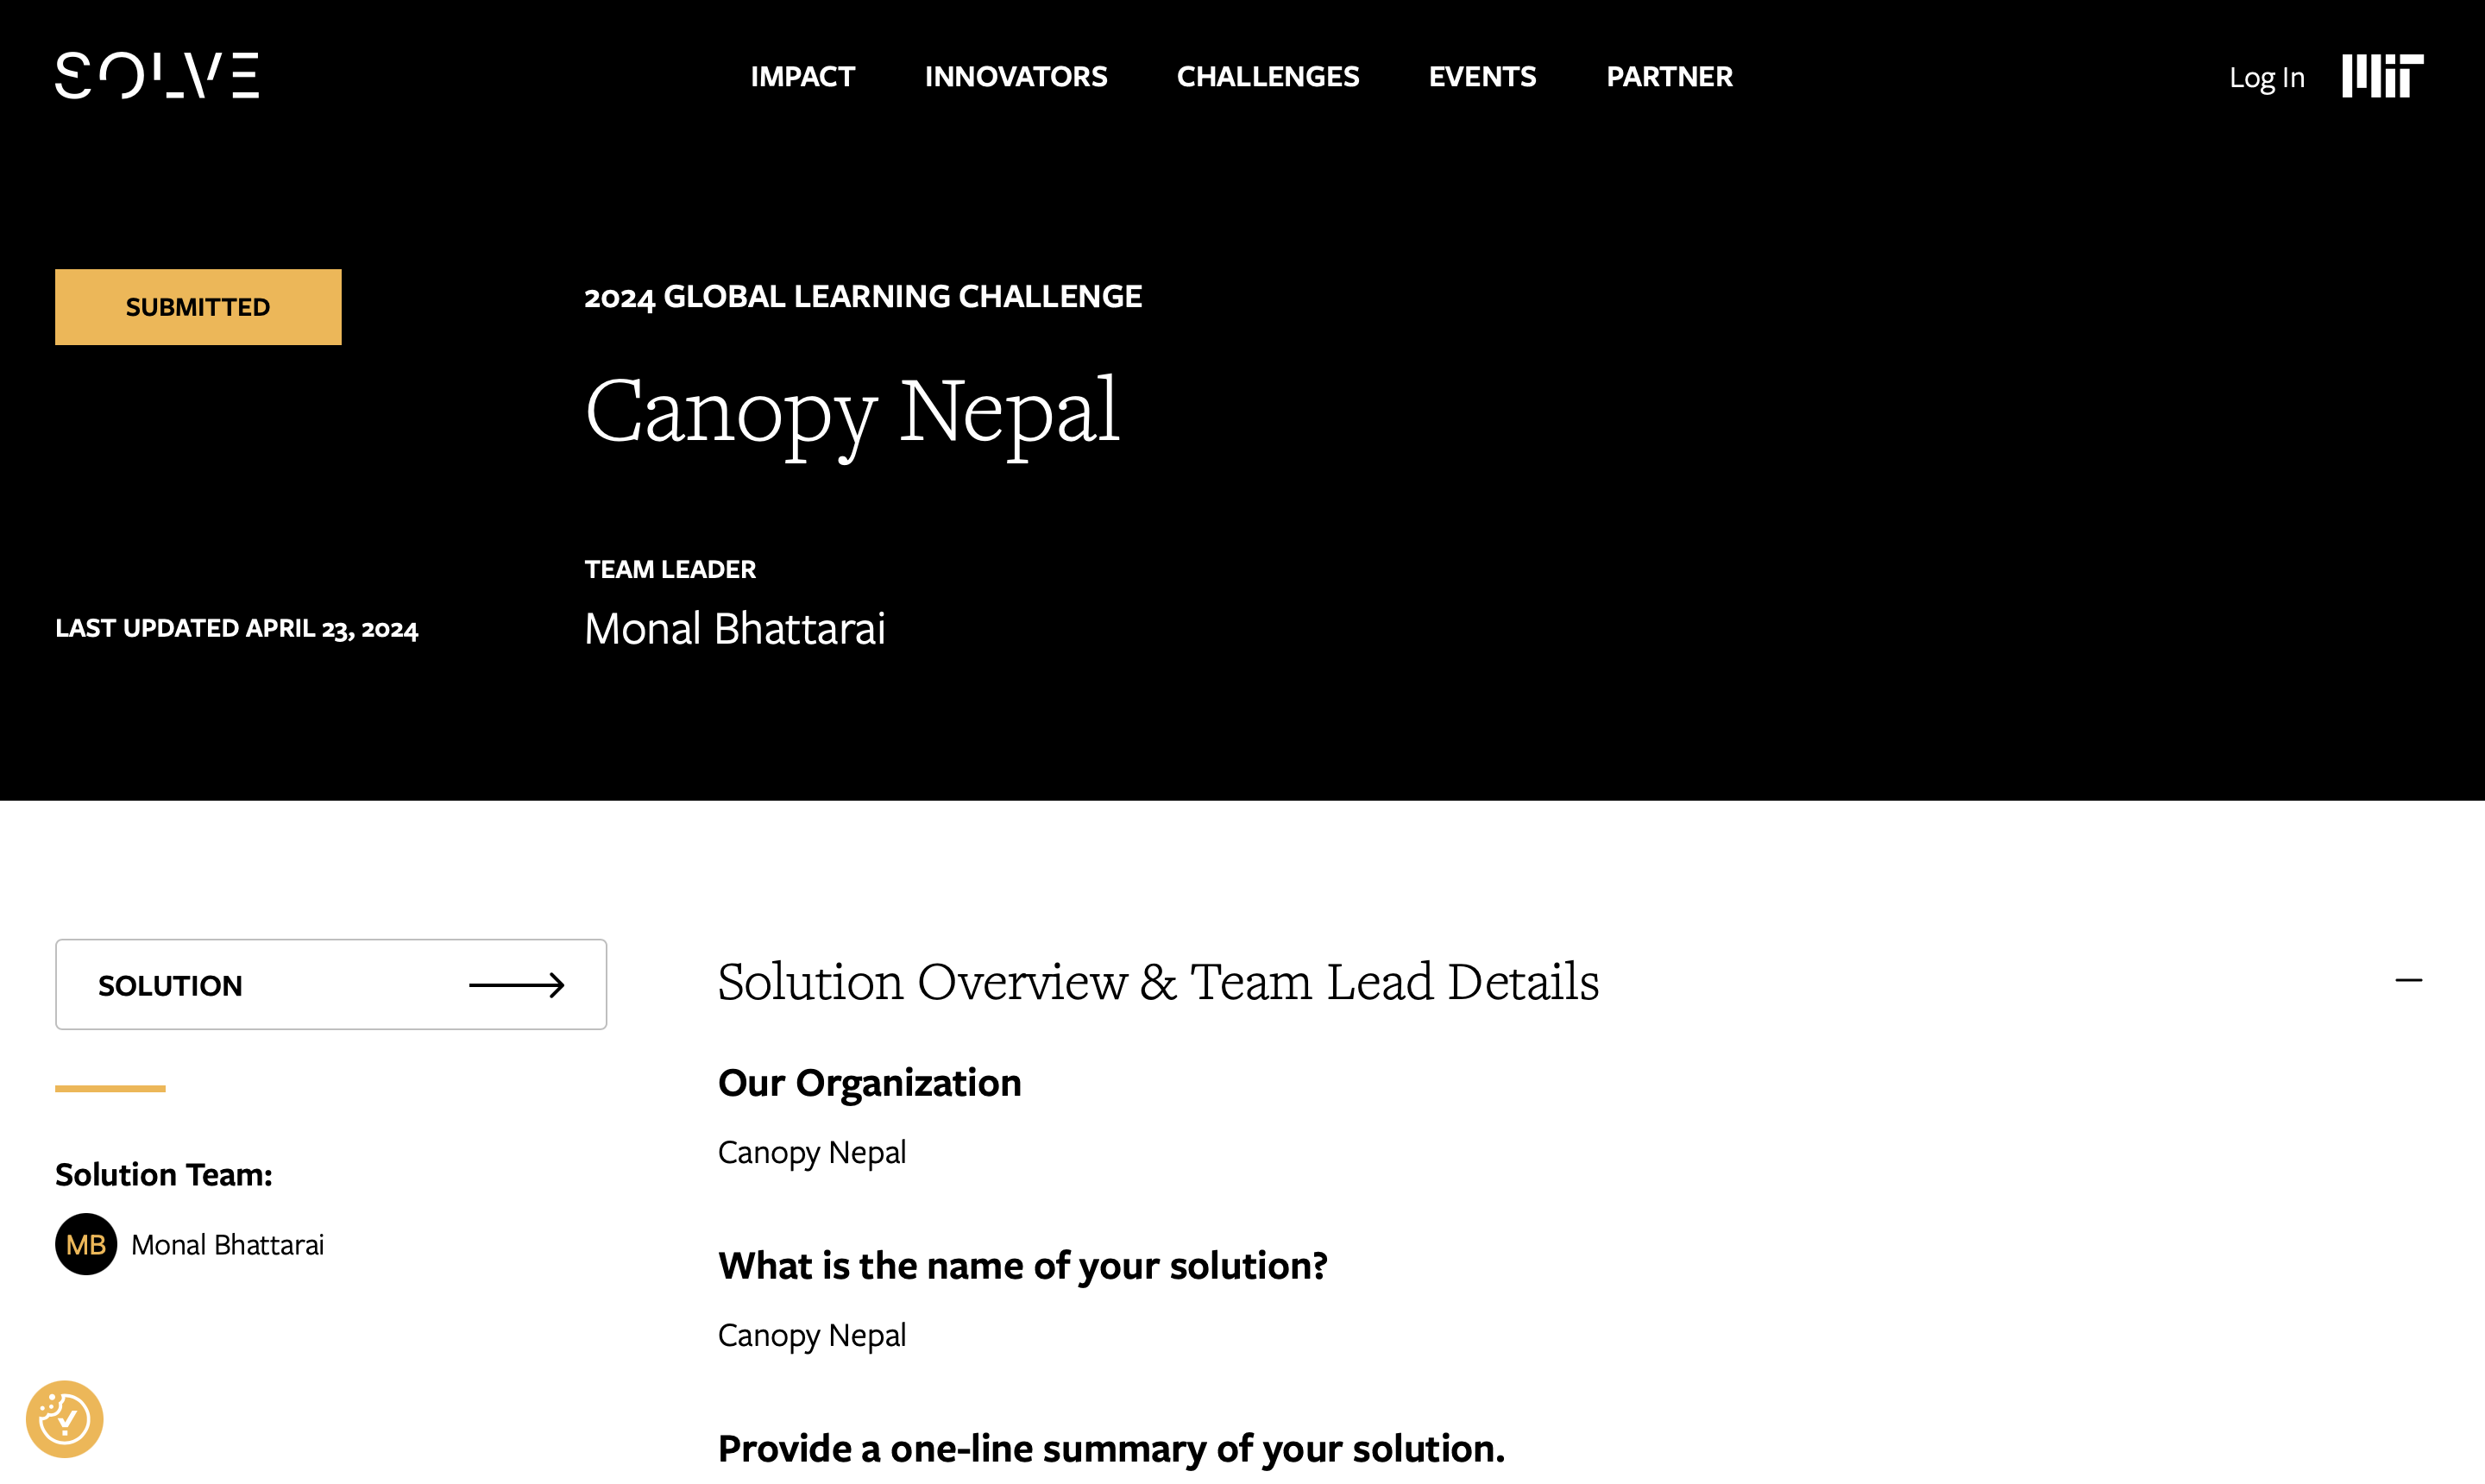 SOLVE
IMPACT INNOVATORS CHALLENGES EVENTS PARTNER
Log In MIT
SUBMITTED
2024 GLOBAL LEARNING CHALLENGE
Canopy Nepal
TEAM LEADER
Monal Bhattarai
LAST UPDATED APRIL 23, 2024
SOLUTION
Solution Team:
MB Monal Bhattarai
Solution Overview & Team Lead Details
Our Organization
Canopy Nepal
What is the name of your solution?
Canopy Nepal
Provide a one-line summary of your solution.